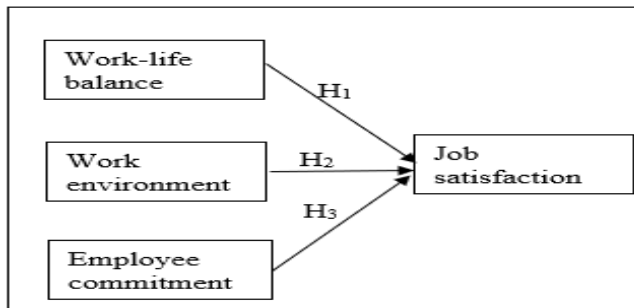 Work-life
balance
H1
Work
environment
H2
Job
satisfaction
H3
Employee
commitment